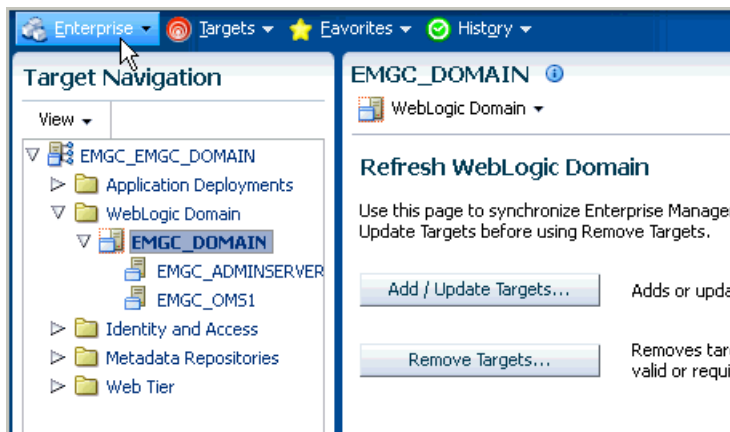 Enterprise Targets Favorites History
Target Navigation
View
EMGC_EMGC_DOMAIN
Application Deployments
WebLogic Domain
EMGC_DOMAIN
EMGC_ADMINSERVER
EMGC_OMS1
Identity and Access
Metadata Repositories
Web Tier
EMGC_DOMAIN
WebLogic Domain
Refresh WebLogic Domain
Use this page to synchronize Enterprise Manage
Update Targets before using Remove Targets.
Add / Update Targets... Adds or upda
Remove Targets... Removes tar
valid or requi